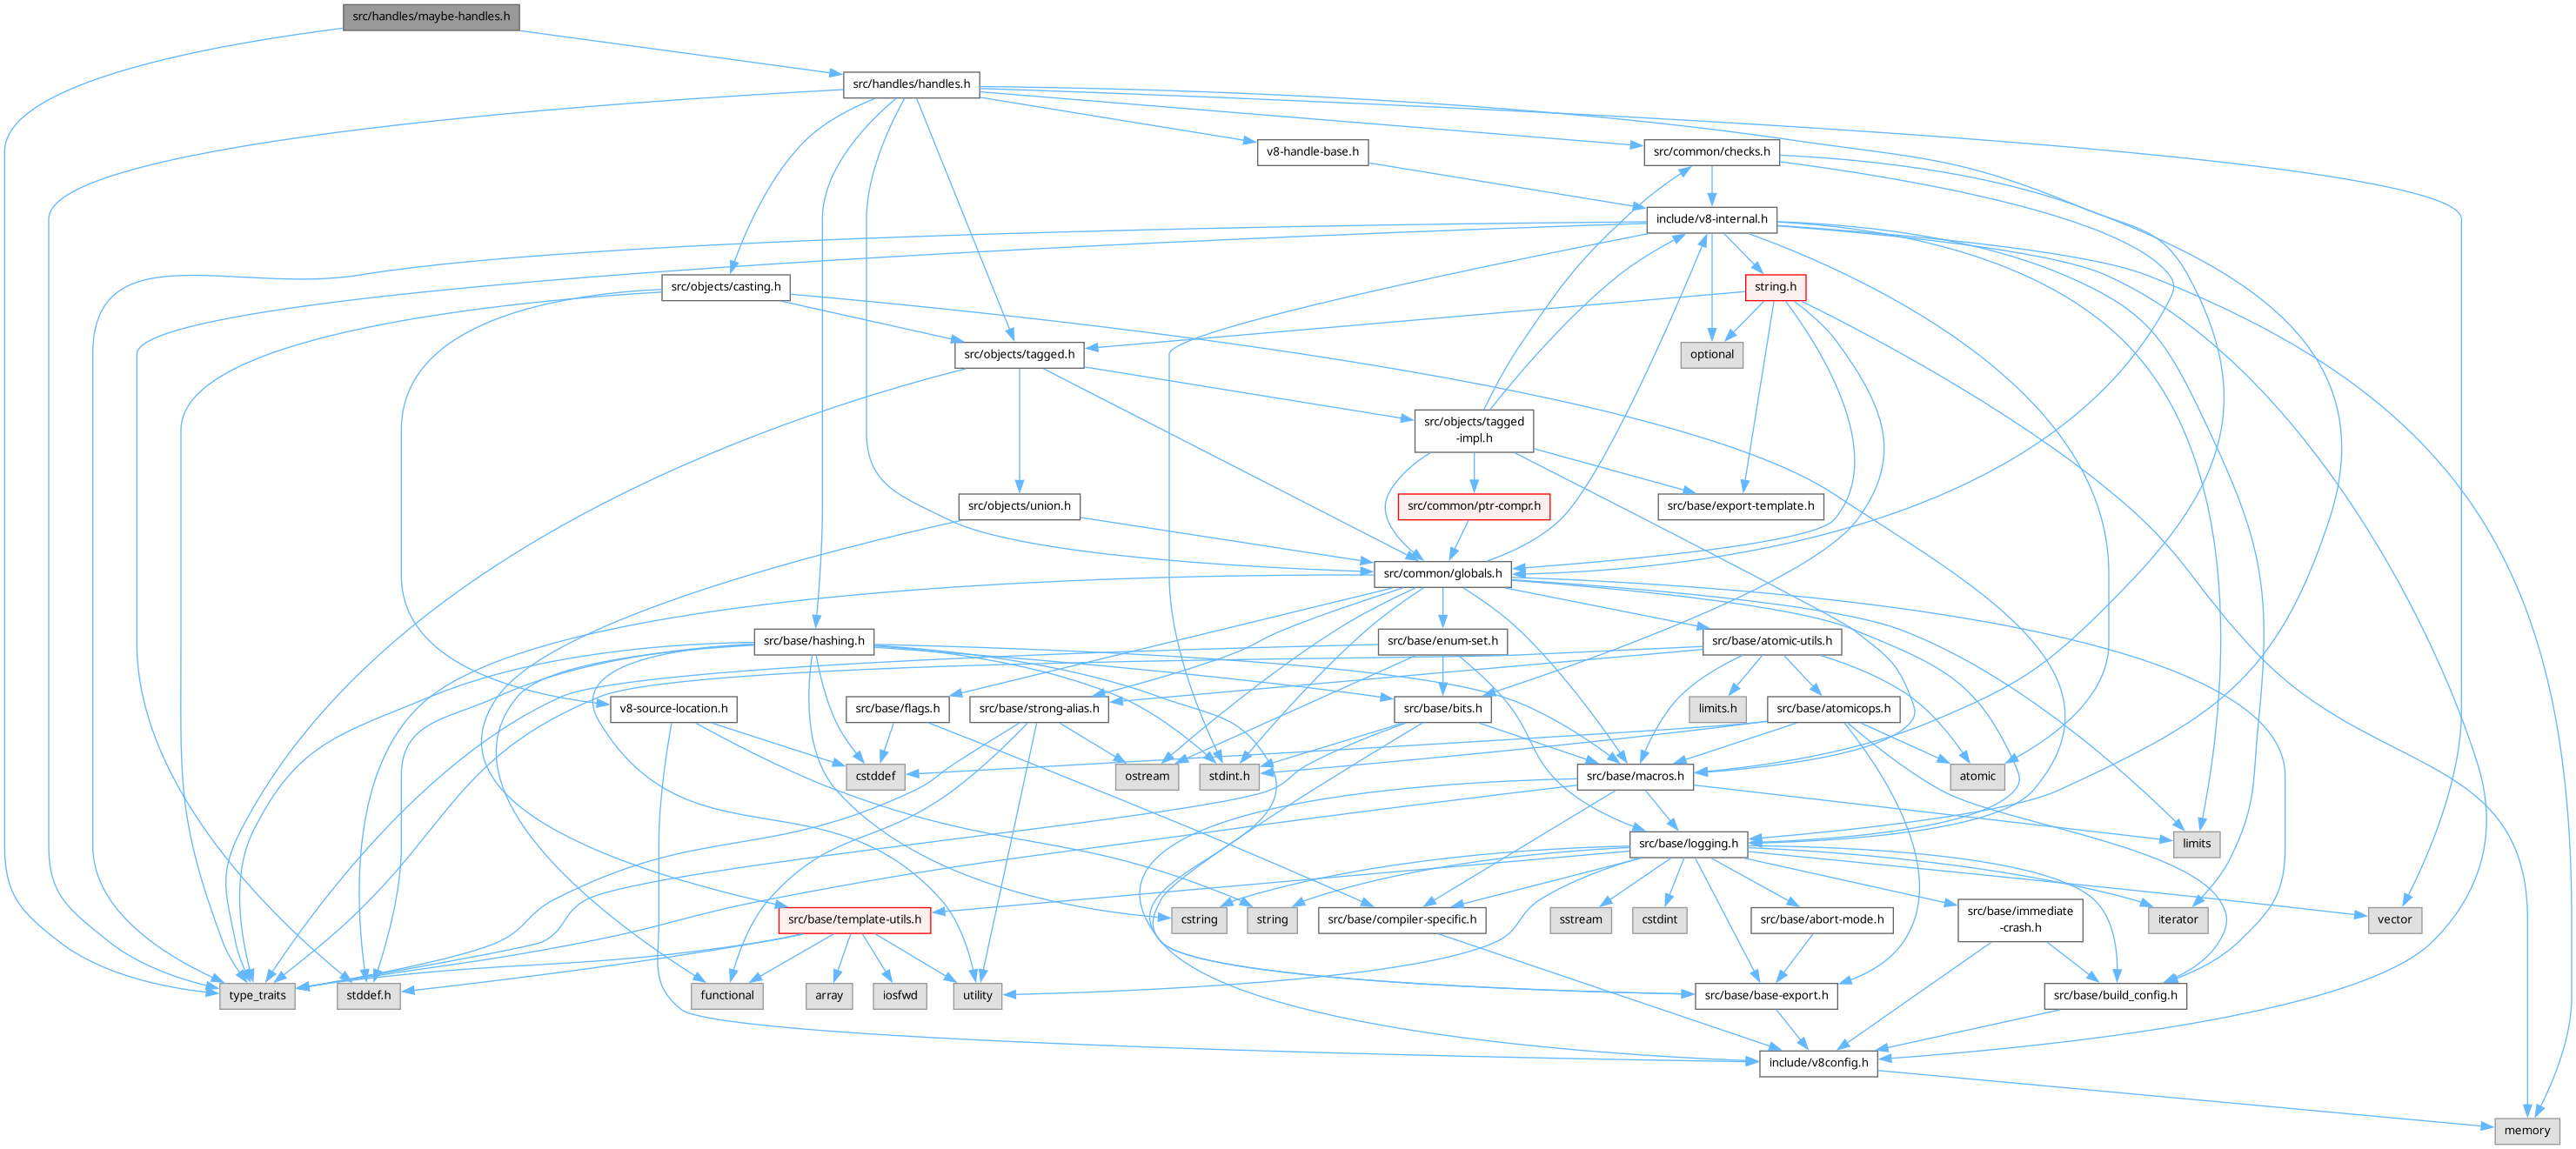 src/handles/maybe-handles.h
src/handles/handles.h
v8-handle-base.h
src/common/checks.h
include/v8-internal.h
src/objects/casting.h
string.h
src/objects/tagged.h
optional
src/objects/tagged
-impl.h
src/objects/union.h
src/common/ptr-compr.h
src/base/export-template.h
src/common/globals.h
src/base/hashing.h
src/base/enum-set.h
src/base/atomic-utils.h
v8-source-location.h
src/base/flags.h
src/base/strong-alias.h
src/base/bits.h
limits.h
src/base/atomicops.h
cstddef
ostream
stdint.h
src/base/macros.h
atomic
src/base/logging.h
limits
src/base/template-utils.h
cstring
string
src/base/compiler-specific.h
sstream
cstdint
src/base/abort-mode.h
src/base/immediate
-crash.h
iterator
vector
type_traits
stddef.h
functional
array
iosfwd
utility
src/base/base-export.h
src/base/build_config.h
include/v8config.h
memory